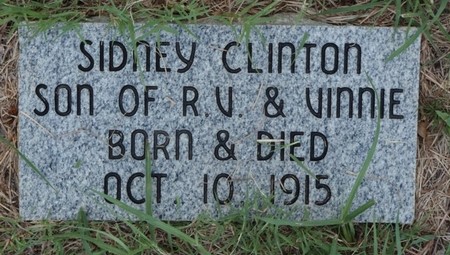 SIDNEY CLINTON
SON OF R.V. & VINNIE
BORN & DIED
OCT. 10 1915